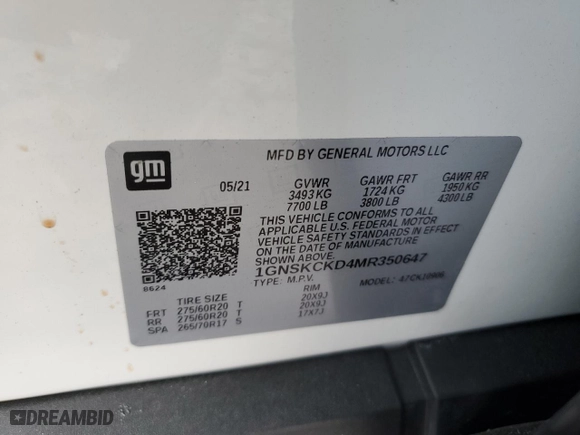 gm
MFD BY GENERAL MOTORS LLC
05/21 GVWR GAWR FRT GAWR RR
3493 KG 1724 KG 1950 KG
7700 LB 3800 LB 4300 LB
THIS VEHICLE CONFORMS TO ALL
APPLICABLE U.S. FEDERAL MOTOR
VEHICLE SAFETY STANDARDS IN EFFECT
ON THE DATE OF MANUFACTURE SHOWN ABOVE.
1GNSKCKD4MR350647
TYPE: M.P.V. MODEL:
8624
TIRE SIZE RIM
FRT 275/60R20 T 20X9J
RR 275/60R20 T 20X9J
SPA 265/70R17 S 17X7J
DREAMBID